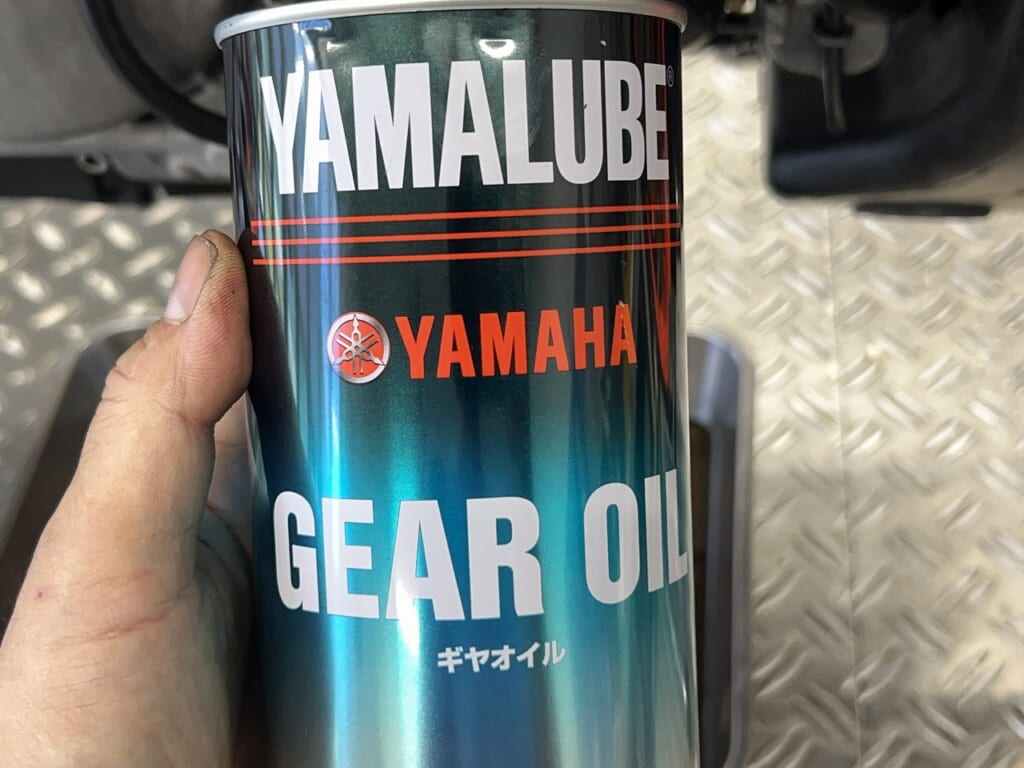 YAMALUBE®
YAMAHA
GEAR OIL
ギヤオイル